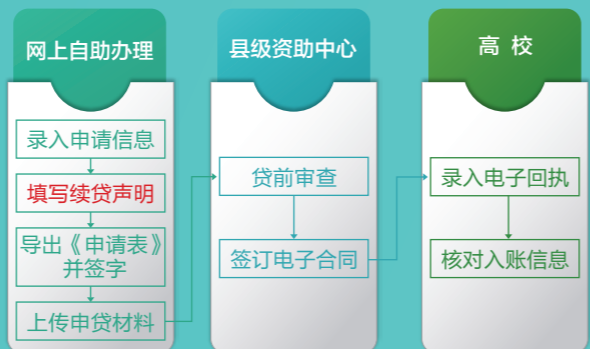 网上自助办理
录入申请信息
填写续贷声明
导出《申请表》
并签字
上传申贷材料
县级资助中心
贷前审查
签订电子合同
高校
录入电子回执
核对入账信息